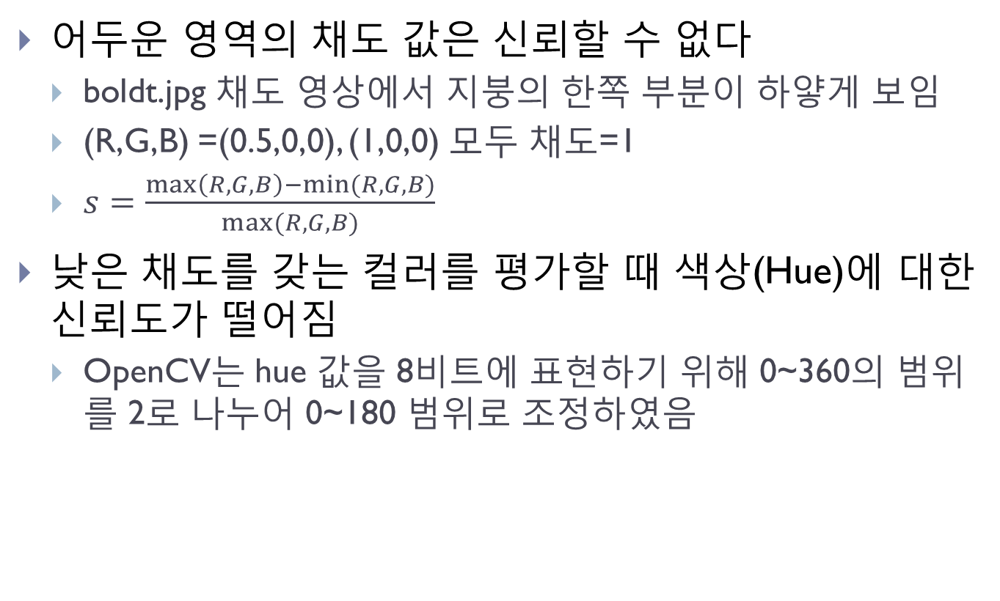 어두운 영역의 채도 값은 신뢰할 수 없다
boldt.jpg 채도 영상에서 지붕의 한쪽 부분이 하얗게 보임
(R,G,B) =(0.5,0,0), (1,0,0) 모두 채도=1
s = max(R,G,B)−min(R,G,B) / max(R,G,B)
낮은 채도를 갖는 컬러를 평가할 때 색상(Hue)에 대한
신뢰도가 떨어짐
OpenCV는 hue 값을 8비트에 표현하기 위해 0~360의 범위
를 2로 나누어 0~180 범위로 조정하였음